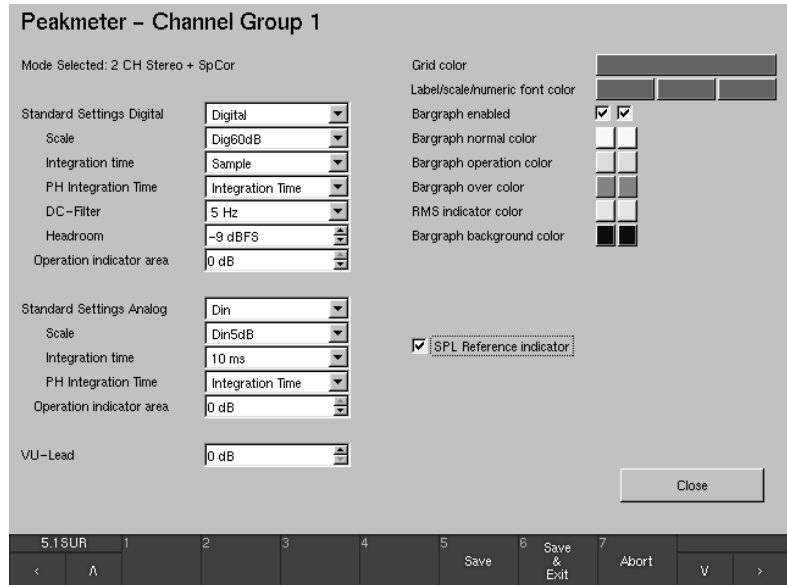 Peakmeter – Channel Group 1
Mode Selected: 2 CH Stereo + SpCor
Standard Settings Digital Digital
Scale Dig60dB
Integration time Sample
PH Integration Time Integration Time
DC-Filter 5 Hz
Headroom -9 dBFS
Operation indicator area 0 dB
Standard Settings Analog Din
Scale Din5dB
Integration time 10 ms
PH Integration Time Integration Time
Operation indicator area 0 dB
VU-Lead 0 dB
Grid color
Label/scale/numeric font color
Bargraph enabled
Bargraph normal color
Bargraph operation color
Bargraph over color
RMS indicator color
Bargraph background color
SPL Reference indicator
Close
5.1SUR 1 2 3 4 5 6 7
Save
Save
&
Exit
Abort
< Λ V >